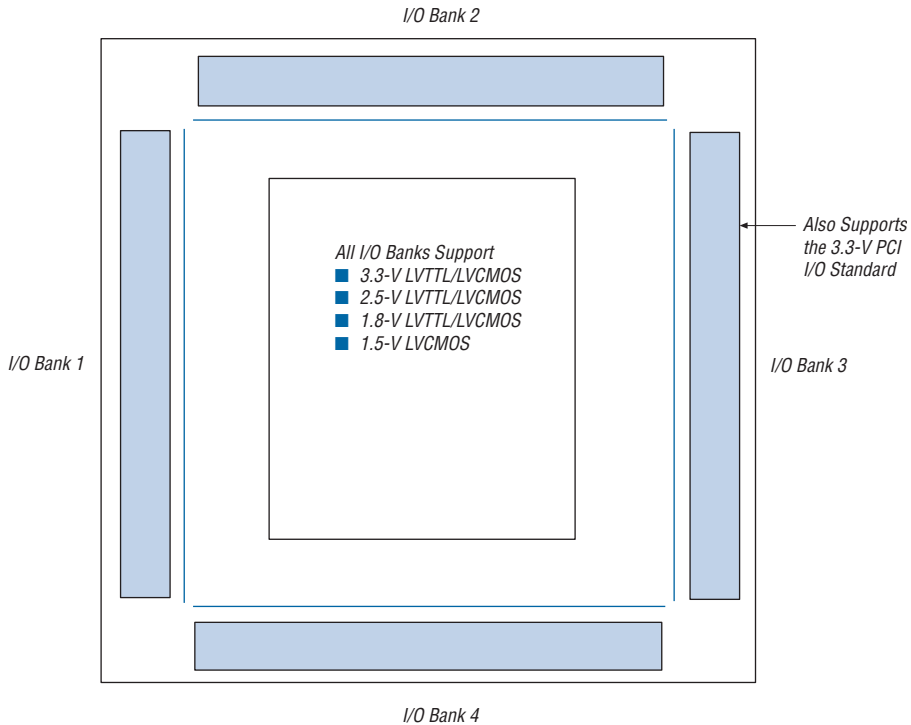 I/O Bank 2
All I/O Banks Support
■ 3.3-V LVTTL/LVCMOS
■ 2.5-V LVTTL/LVCMOS
■ 1.8-V LVTTL/LVCMOS
■ 1.5-V LVCMOS
Also Supports
the 3.3-V PCI
I/O Standard
I/O Bank 1
I/O Bank 3
I/O Bank 4